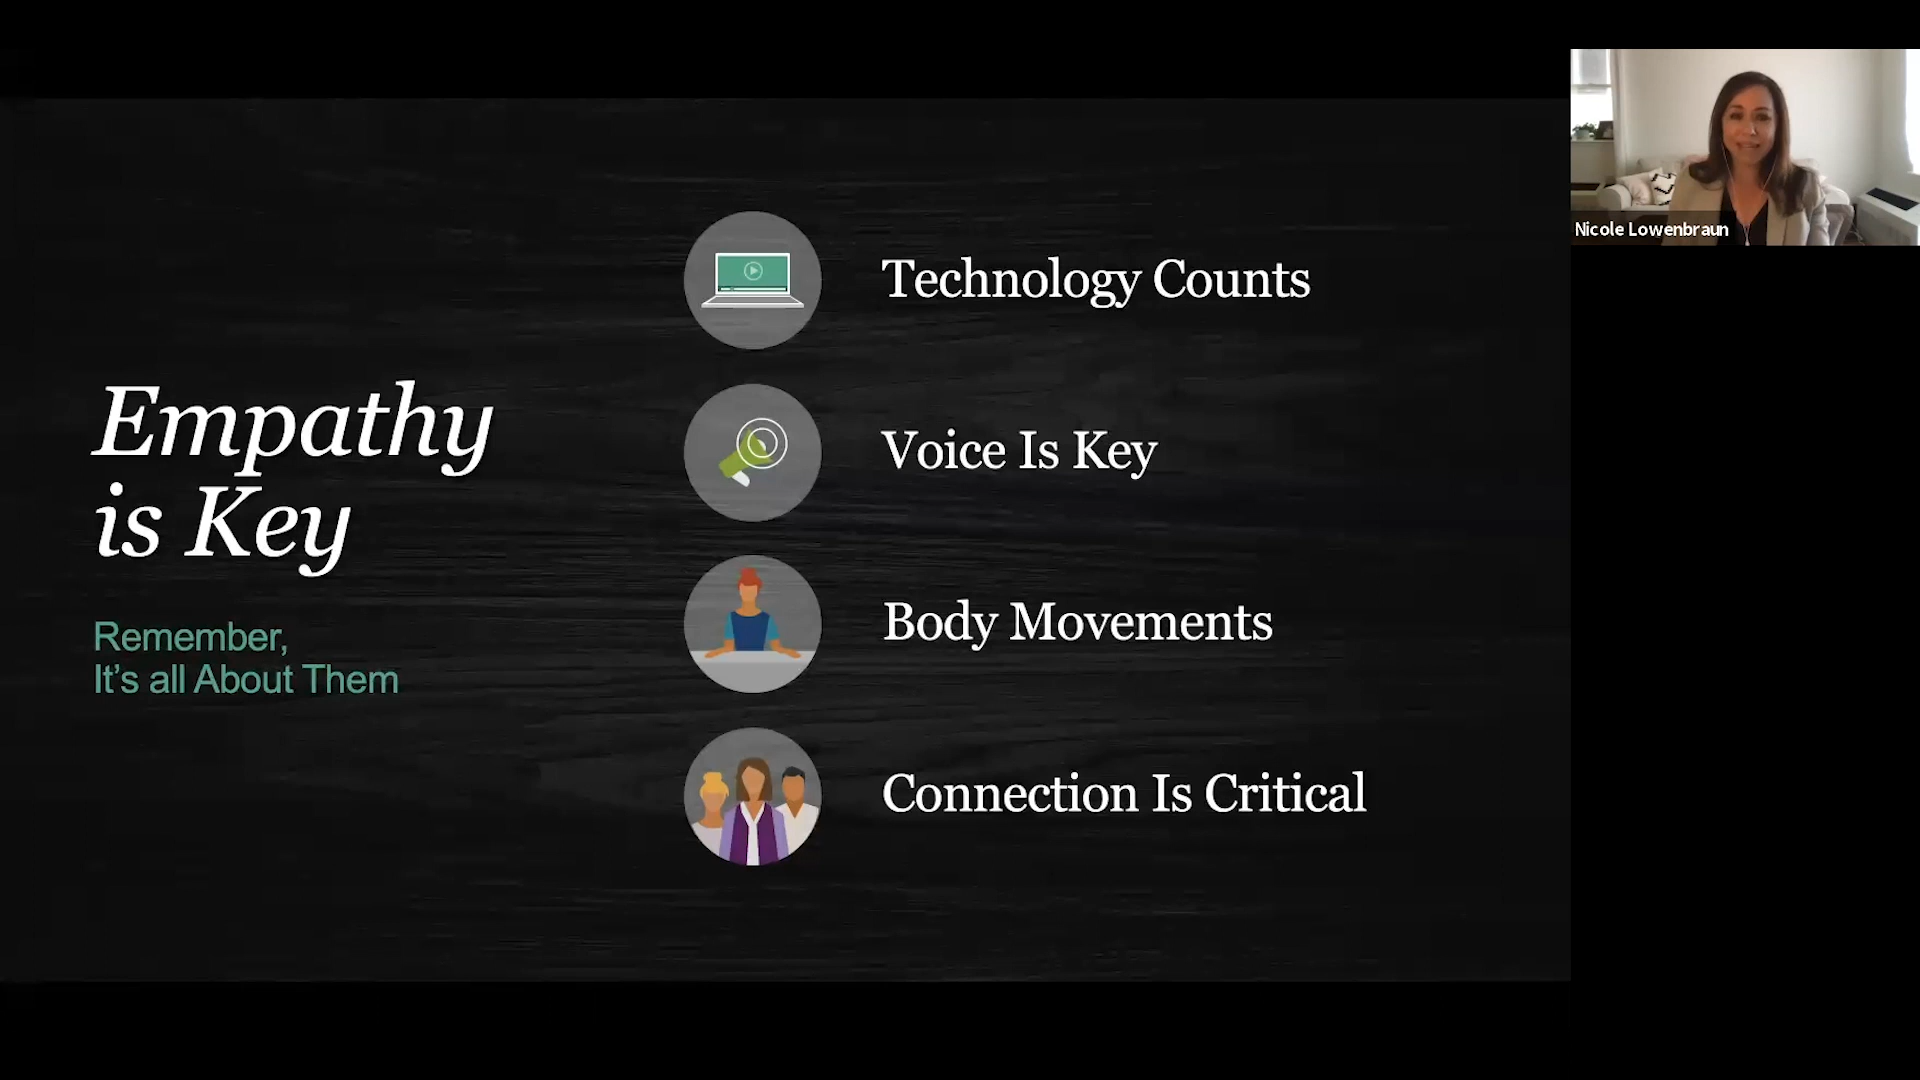 Empathy
is Key
Remember,
It's all About Them
Technology Counts
Voice Is Key
Body Movements
Connection Is Critical
Nicole Lowenbraun